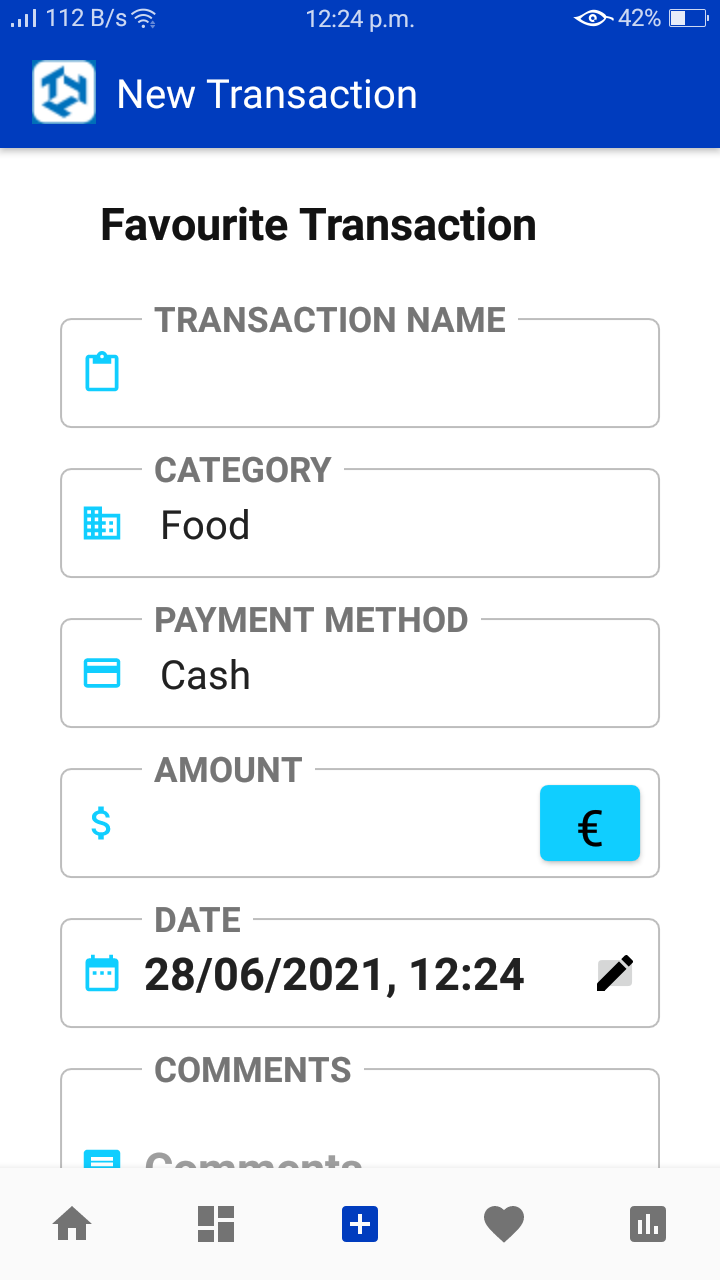 112 B/s 12:24 p.m. 42%
New Transaction
Favourite Transaction
TRANSACTION NAME
CATEGORY
Food
PAYMENT METHOD
Cash
AMOUNT
$ €
DATE
28/06/2021, 12:24
COMMENTS
Comments